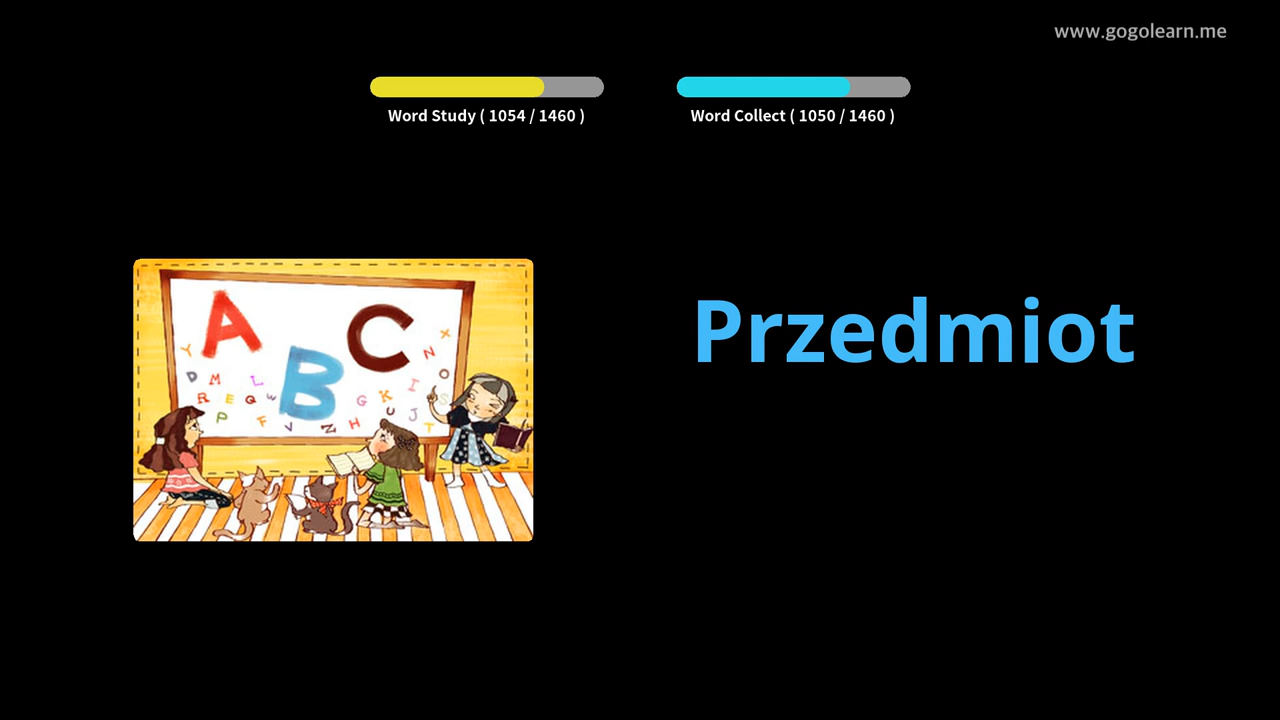 www.gogolearn.me
Word Study ( 1054 / 1460 )
Word Collect ( 1050 / 1460 )
Przedmiot
A
B
C
Y
X
N
D
M
L
I
O
R
E
Q
W
G
K
S
P
F
V
Z
H
U
J
T